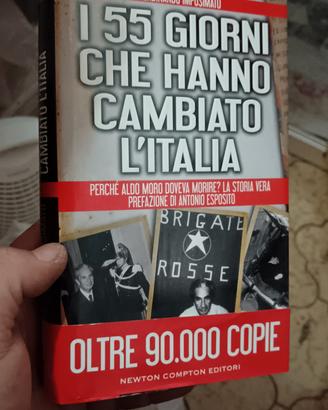 IMPOSIMATO
I 55 GIORNI
CHE HANNO
CAMBIATO
L'ITALIA
PERCHÉ ALDO MORO DOVEVA MORIRE? LA STORIA VERA
PREFAZIONE DI ANTONIO ESPOSITO
BRIGATE
ROSSE
OLTRE 90.000 COPIE
NEWTON COMPTON EDITORI
CAMBIATO L'ITALIA